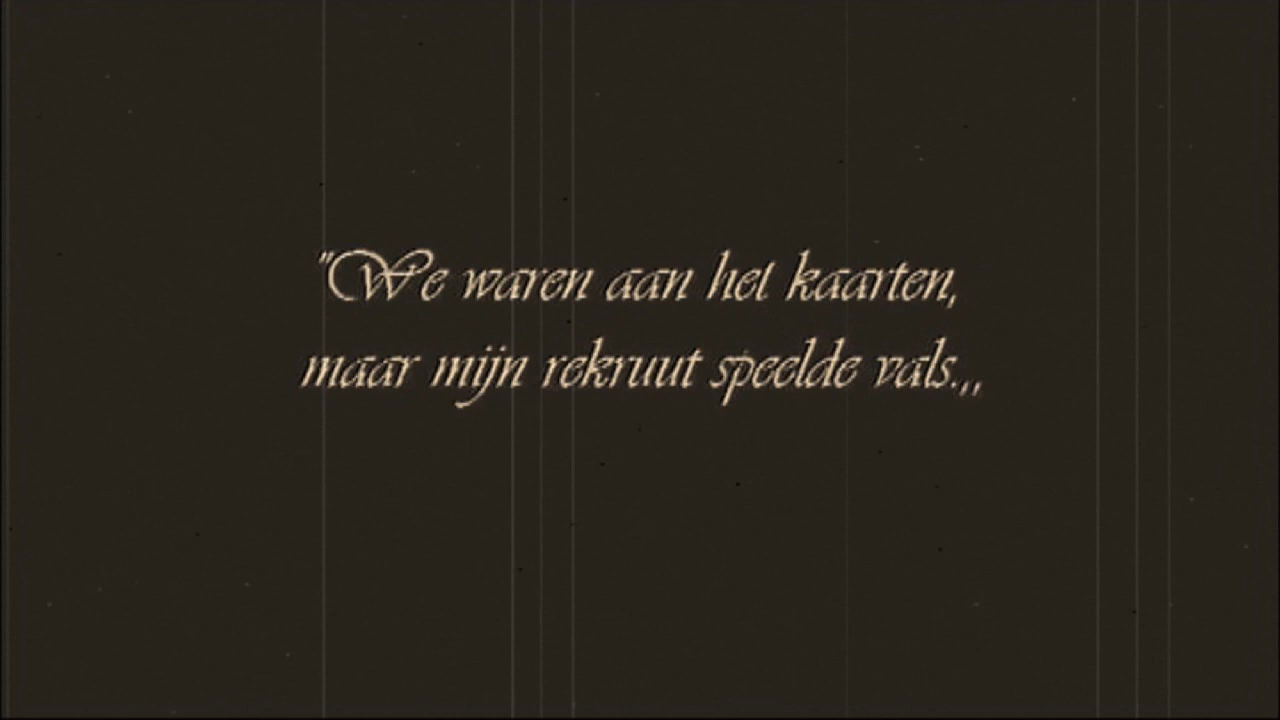 "We waren aan het kaarten,
maar mijn rekruut speelde vals.,,